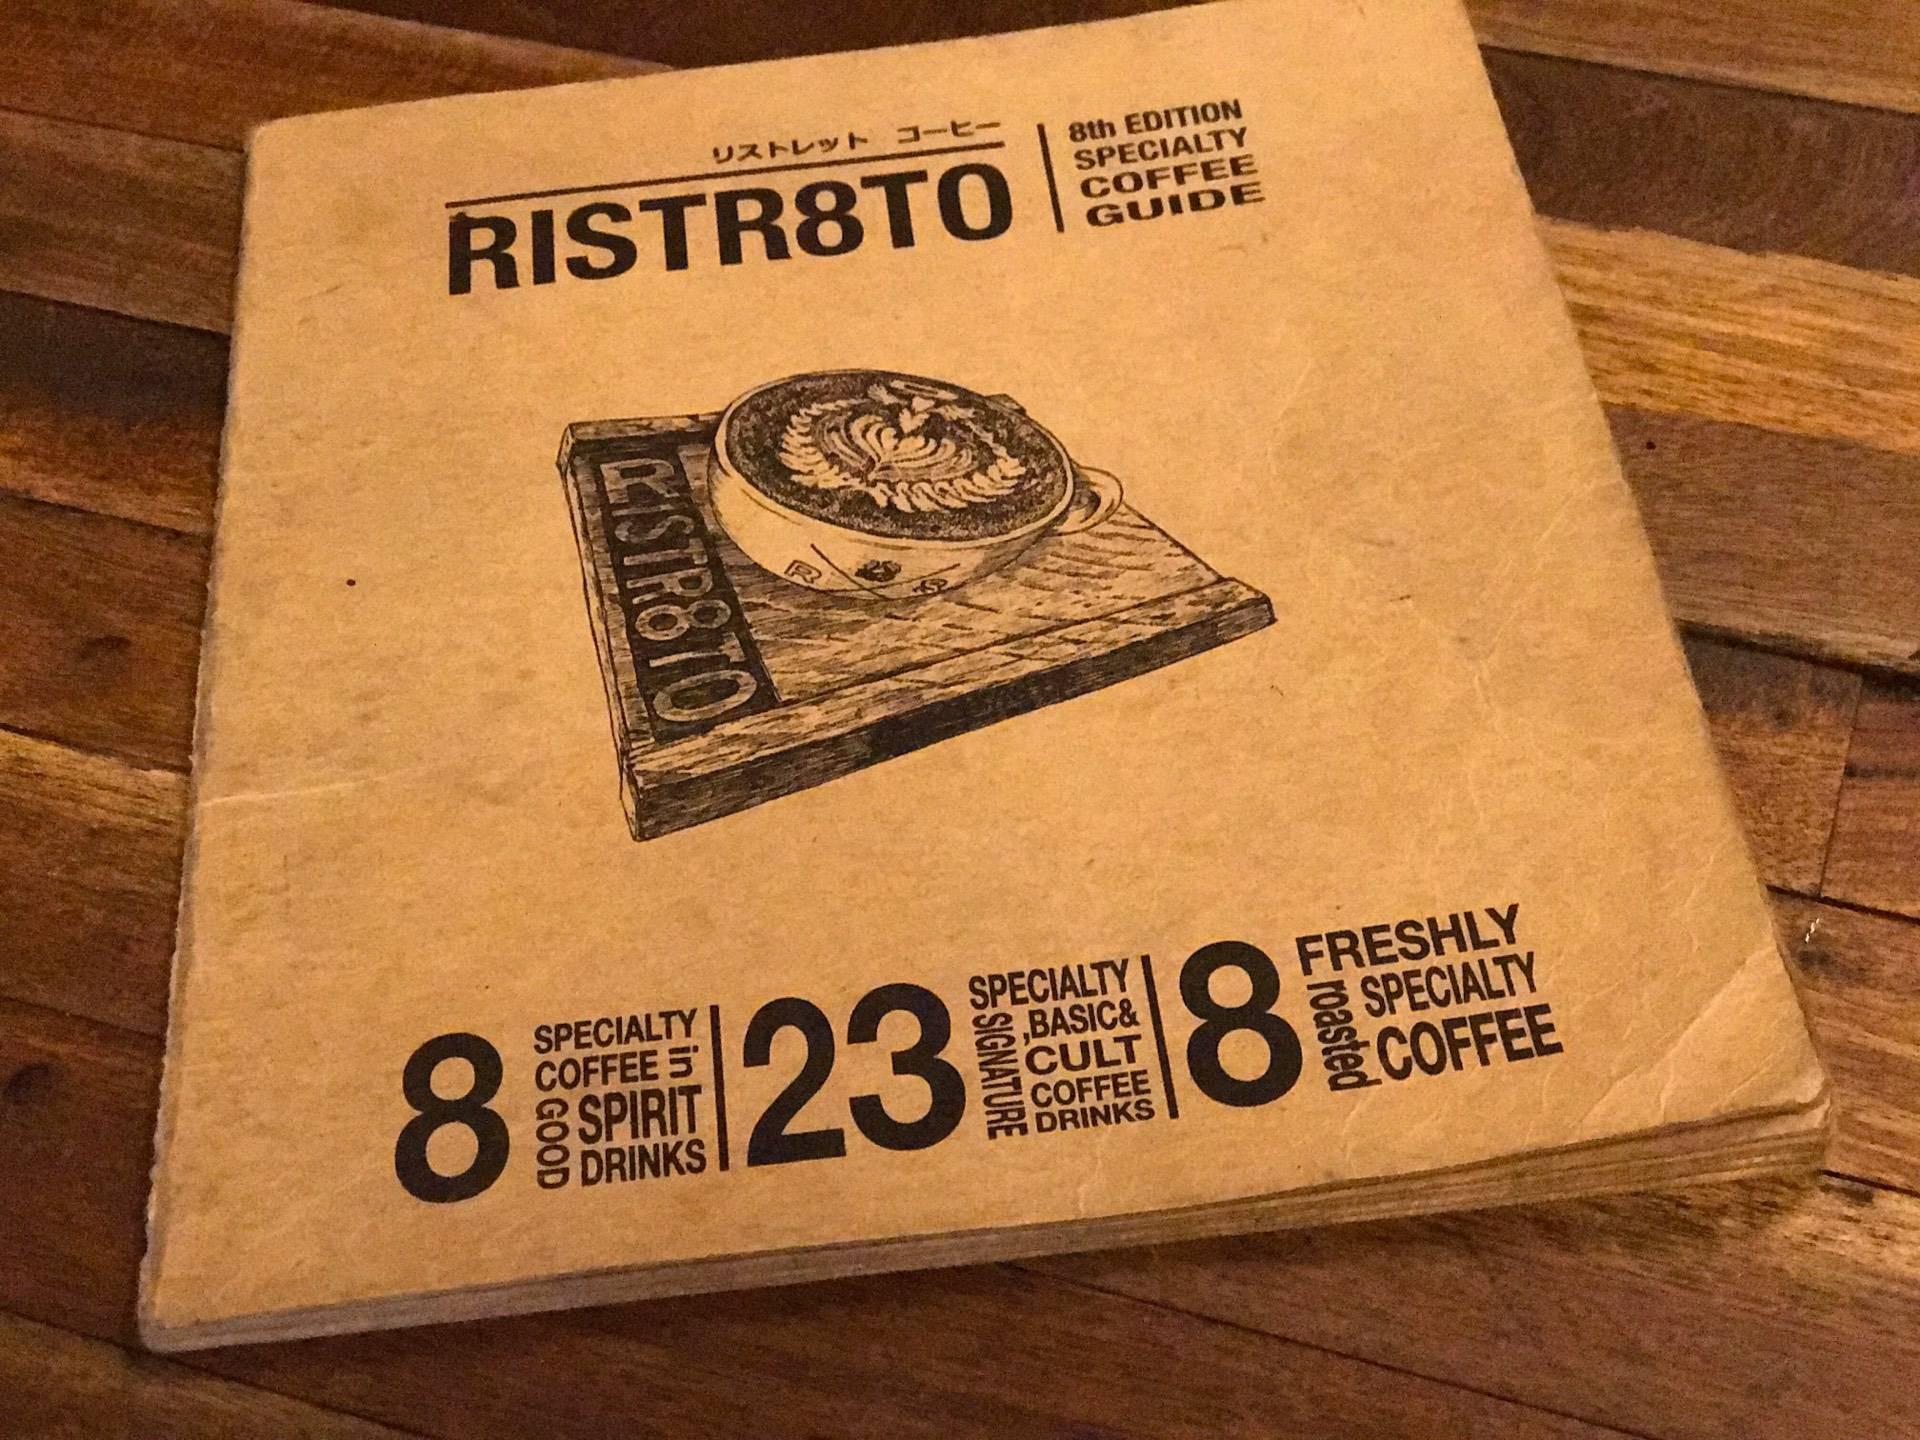 リストレット コーヒー
RISTR8TO
8th EDITION
SPECIALTY
COFFEE
GUIDE
RISTR8TO
R
8
SPECIALTY
COFFEE in
GOOD
SPIRIT
DRINKS
23
SPECIALTY
SIGNATURE
,BASIC&
CULT
COFFEE
DRINKS
8
FRESHLY
roasted
SPECIALTY
COFFEE